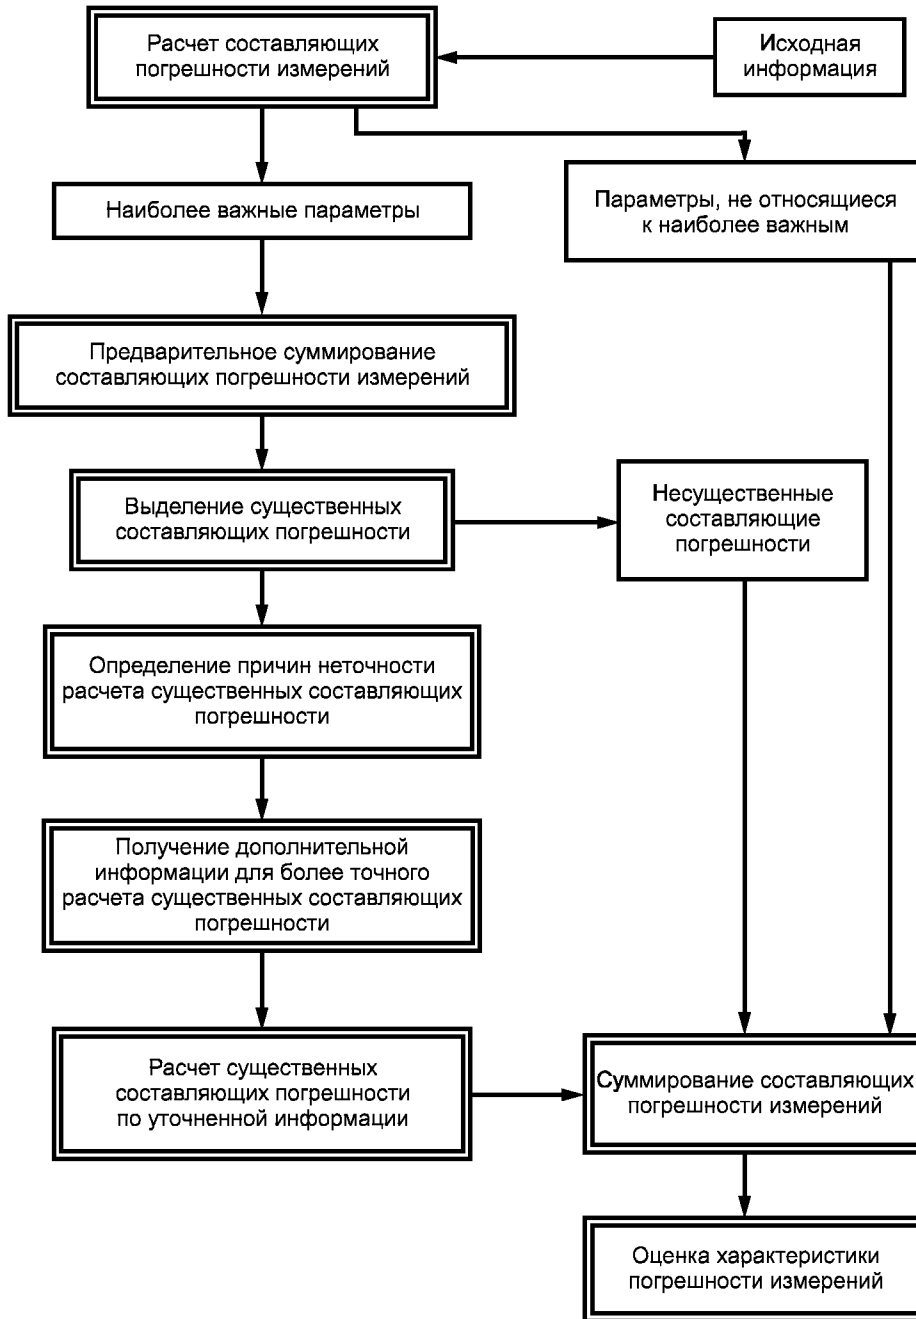 Расчет составляющих
погрешности измерений
Исходная
информация
Наиболее важные параметры
Параметры, не относящиеся
к наиболее важным
Предварительное суммирование
составляющих погрешности измерений
Выделение существенных
составляющих погрешности
Несущественные
составляющие
погрешности
Определение причин неточности
расчета существенных составляющих
погрешности
Получение дополнительной
информации для более точного
расчета существенных составляющих
погрешности
Расчет существенных
составляющих погрешности
по уточненной информации
Суммирование составляющих
погрешности измерений
Оценка характеристики
погрешности измерений